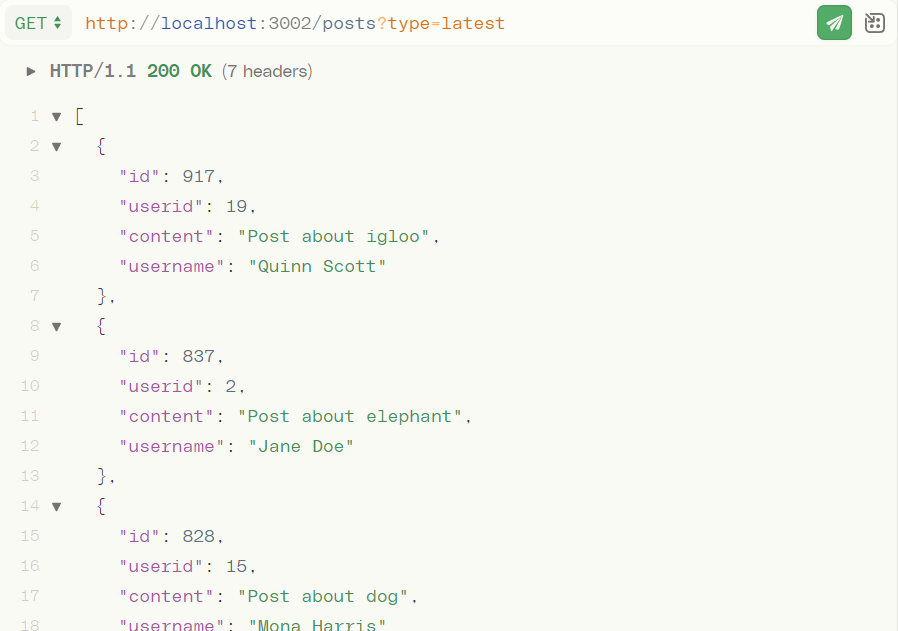 GET http://localhost:3002/posts?type=latest
HTTP/1.1 200 OK (7 headers)
1 [
2 {
3 "id": 917,
4 "userid": 19,
5 "content": "Post about igloo",
6 "username": "Quinn Scott"
7 },
8 {
9 "id": 837,
10 "userid": 2,
11 "content": "Post about elephant",
12 "username": "Jane Doe"
13 },
14 {
15 "id": 828,
16 "userid": 15,
17 "content": "Post about dog",
18 "username": "Mona Harris"